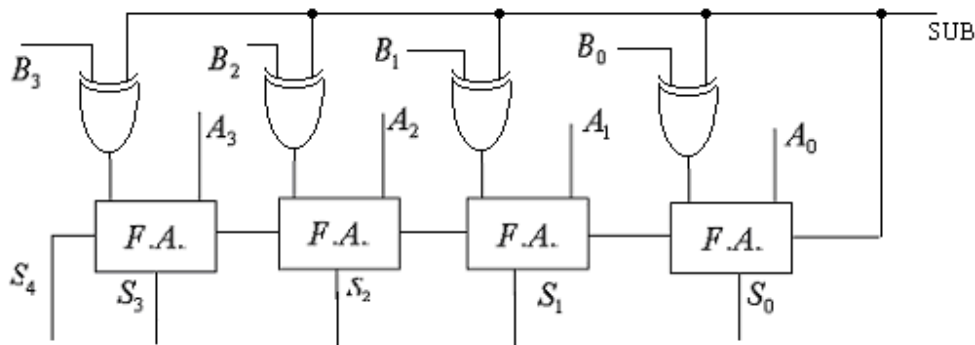 SUB
B₃ B₂ B₁ B₀
A₃ A₂ A₁ A₀
F.A. F.A. F.A. F.A.
S₄ S₃ S₂ S₁ S₀